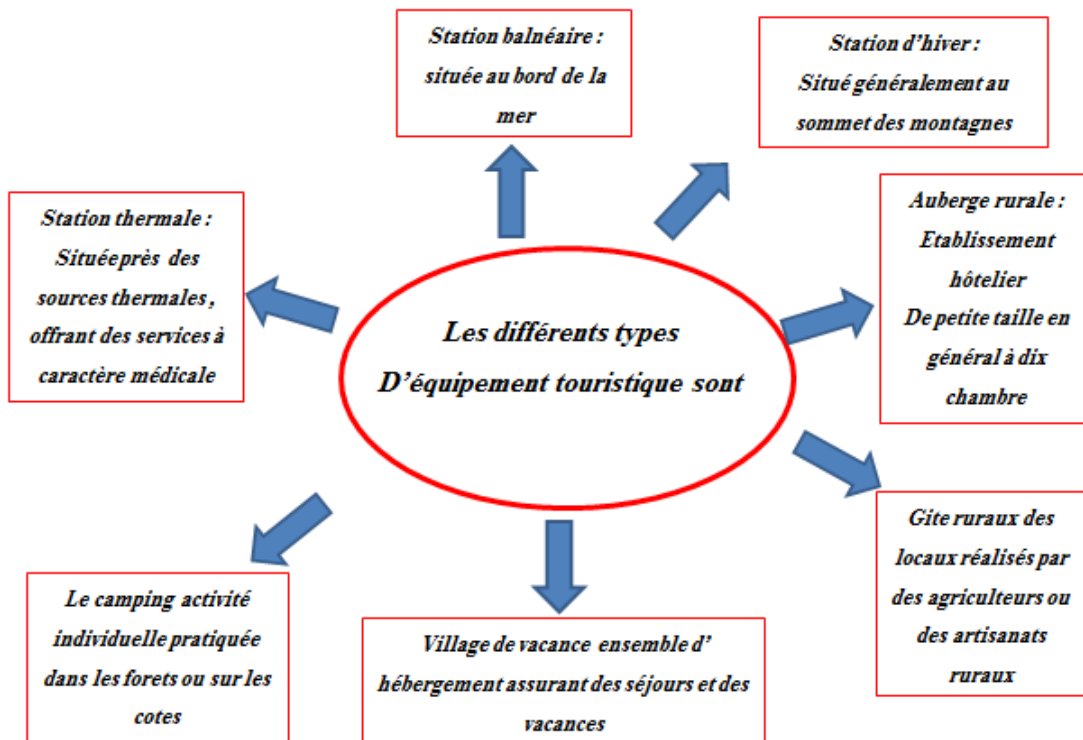 Station balnéaire :
située au bord de la
mer
Station d’hiver :
Situé généralement au
sommet des montagnes
Station thermale :
Situéeprès des
sources thermales ,
offrant des services à
caractère médicale
Auberge rurale :
Etablissement
hôtelier
De petite taille en
général à dix
chambre
Les différents types
D’équipement touristique sont
Gite ruraux des
locaux réalisés par
des agriculteurs ou
des artisanats
ruraux
Le camping activité
individuelle pratiquée
dans les forets ou sur les
cotes
Village de vacance ensemble d’
hébergement assurant des séjours et des
vacances